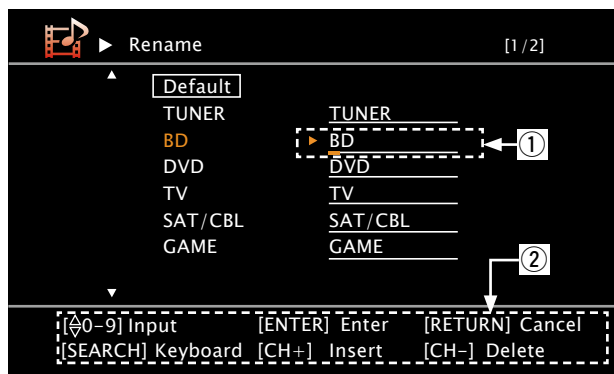 Rename [1/2]
Default
TUNER TUNER
BD BD ①
DVD DVD
TV TV
SAT/CBL SAT/CBL
GAME GAME
②
[△▽0-9] Input [ENTER] Enter [RETURN] Cancel
[SEARCH] Keyboard [CH+] Insert [CH-] Delete